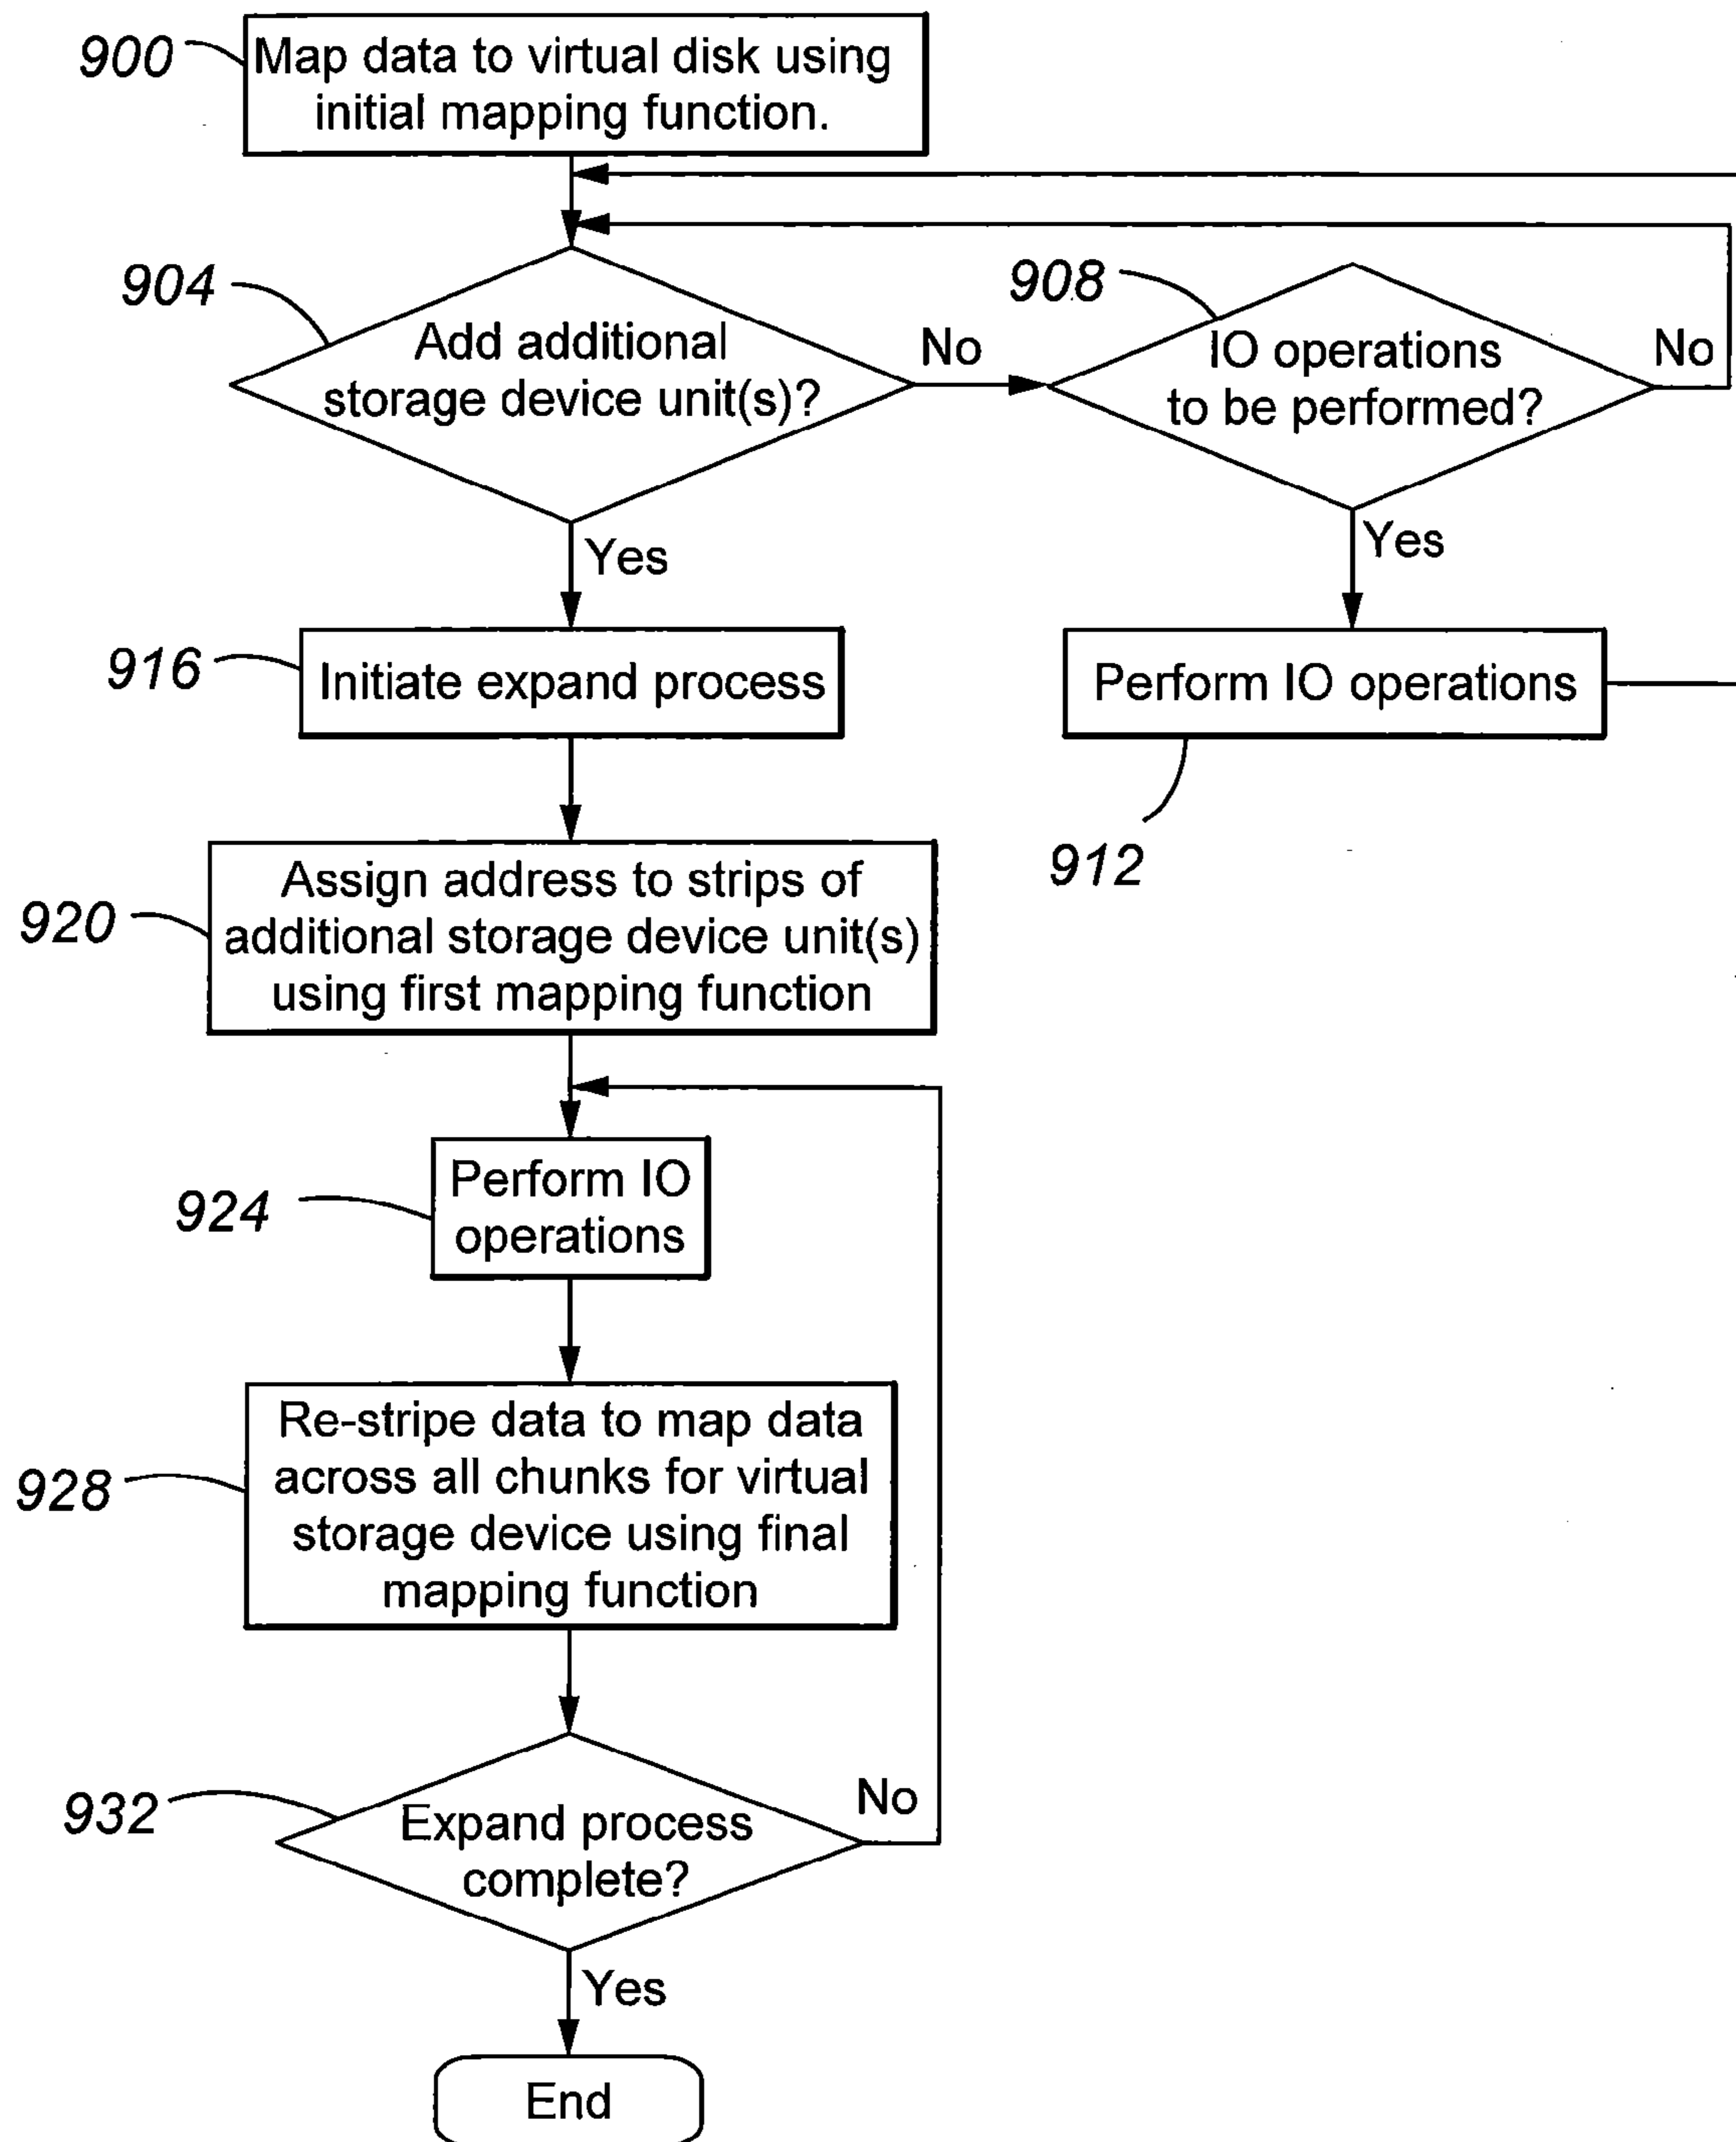 900
Map data to virtual disk using
initial mapping function.
904
Add additional
storage device unit(s)?
No
908
IO operations
to be performed?
No
Yes
Yes
916
Initiate expand process
Perform IO operations
912
920
Assign address to strips of
additional storage device unit(s)
using first mapping function
924
Perform IO
operations
928
Re-stripe data to map data
across all chunks for virtual
storage device using final
mapping function
932
Expand process
complete?
No
Yes
End